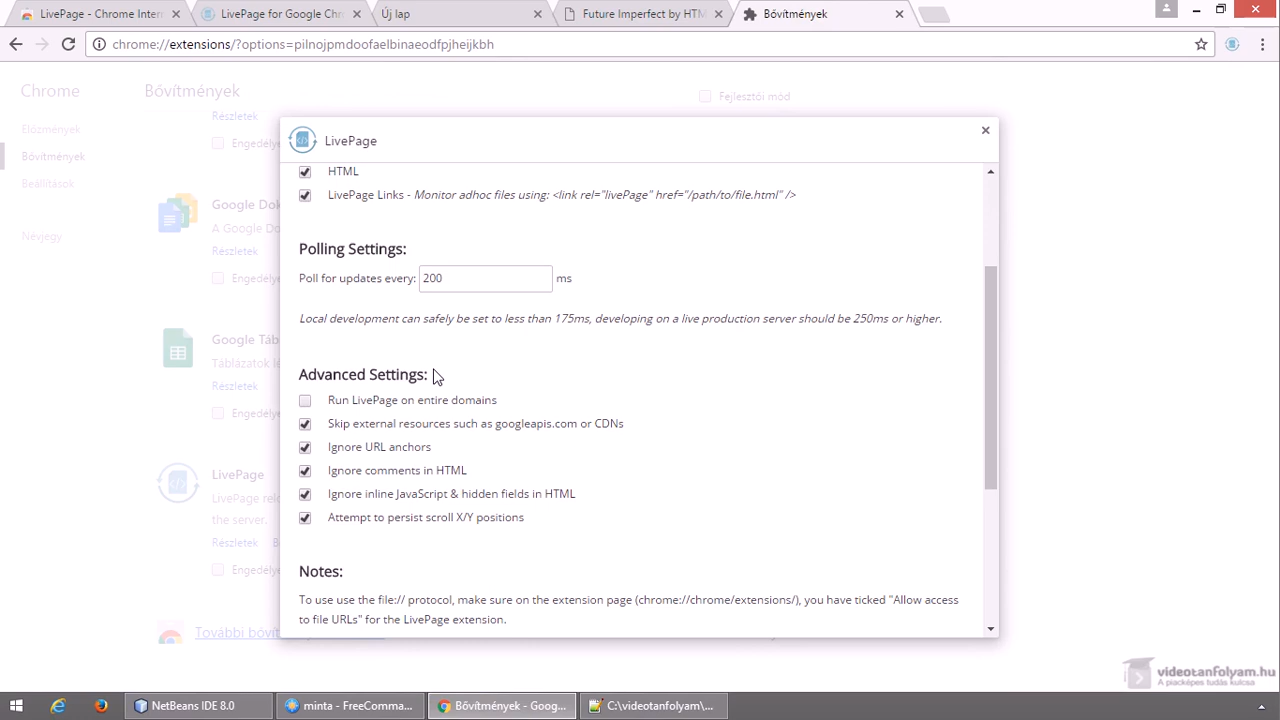 LivePage - Chrome Intern
LivePage for Google Chr
Új lap
Future Imperfect by HTM
Bővítmények
chrome://extensions/?options=pilnojpmdoofaelbinaeodfpjheijkbh
Chrome
Bővítmények
Fejlesztői mód
Előzmények
Bővítmények
Beállítások
Névjegy
Részletek
Engedélye
Google Dok
A Google Do
Részletek
Engedélye
Google Táb
Táblázatok lé
Részletek
Engedélye
LivePage
LivePage relo
the server.
Részletek
Engedélye
További bővít
LivePage
HTML
LivePage Links - Monitor adhoc files using: <link rel="livePage" href="/path/to/file.html" />
Polling Settings:
Poll for updates every: 200 ms
Local development can safely be set to less than 175ms, developing on a live production server should be 250ms or higher.
Advanced Settings:
Run LivePage on entire domains
Skip external resources such as googleapis.com or CDNs
Ignore URL anchors
Ignore comments in HTML
Ignore inline JavaScript & hidden fields in HTML
Attempt to persist scroll X/Y positions
Notes:
To use use the file:// protocol, make sure on the extension page (chrome://chrome/extensions/), you have ticked "Allow access
to file URLs" for the LivePage extension.
videotanfolyam.hu
A piacképes tudás kulcsa
NetBeans IDE 8.0
minta - FreeComma...
Bővítmények - Goog...
C:\videotanfolyam\...